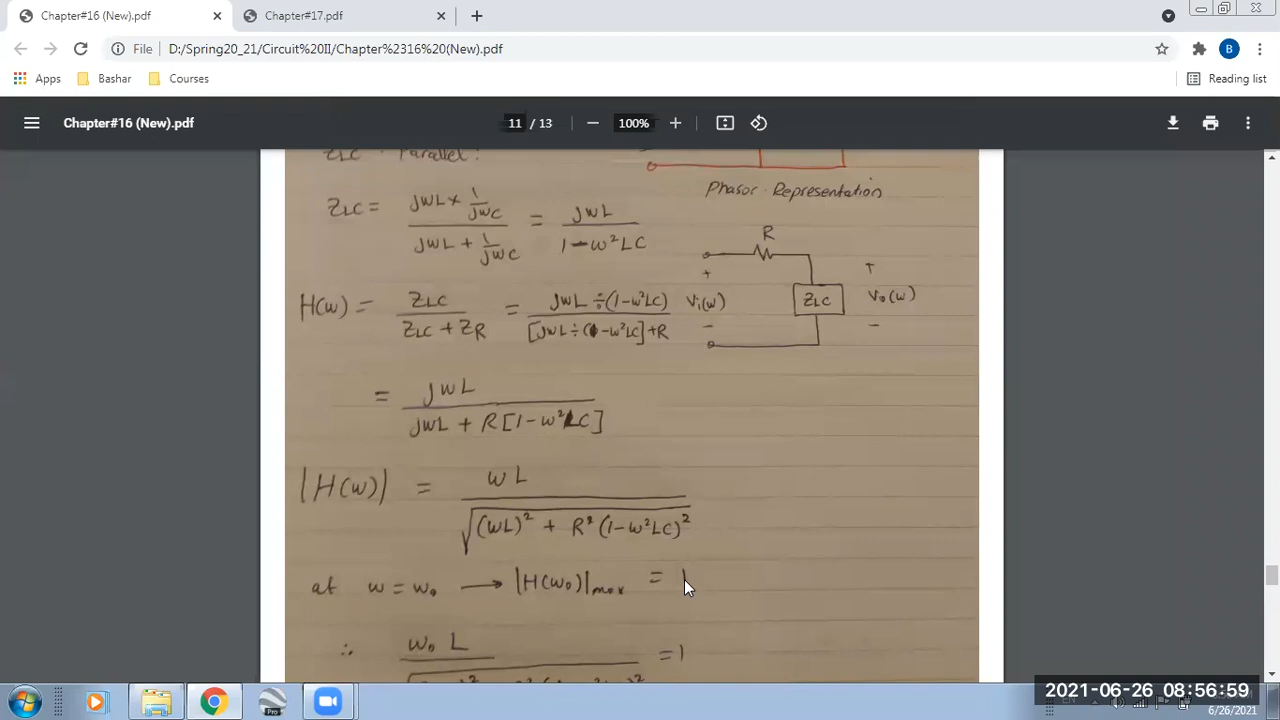 Chapter#16 (New).pdf
Chapter#17.pdf
File D:/Spring20_21/Circuit%20II/Chapter%2316%20(New).pdf
B
Apps Bashar Courses
Reading list
Chapter#16 (New).pdf 11 / 13 100%
ZLC Parallel:
Phasor Representation
ZLC = jωL × 1/jωC / jωL + 1/jωC = jωL / 1-ω²LC
R
H(ω) = ZLC / ZLC + ZR = jωL ÷ (1-ω²LC) / [jωL ÷ (1-ω²LC] + R
+ Vi(ω) -
ZLC
+ Vo(ω) -
= jωL / jωL + R[1-ω²LC]
|H(ω)| = ωL / √(ωL)² + R² (1-ω²LC)²
at ω = ω₀ → |H(ω₀)|max = 1
∴ ω₀ L = 1
Pro
2021-06-26 08:56:59
6/26/2021